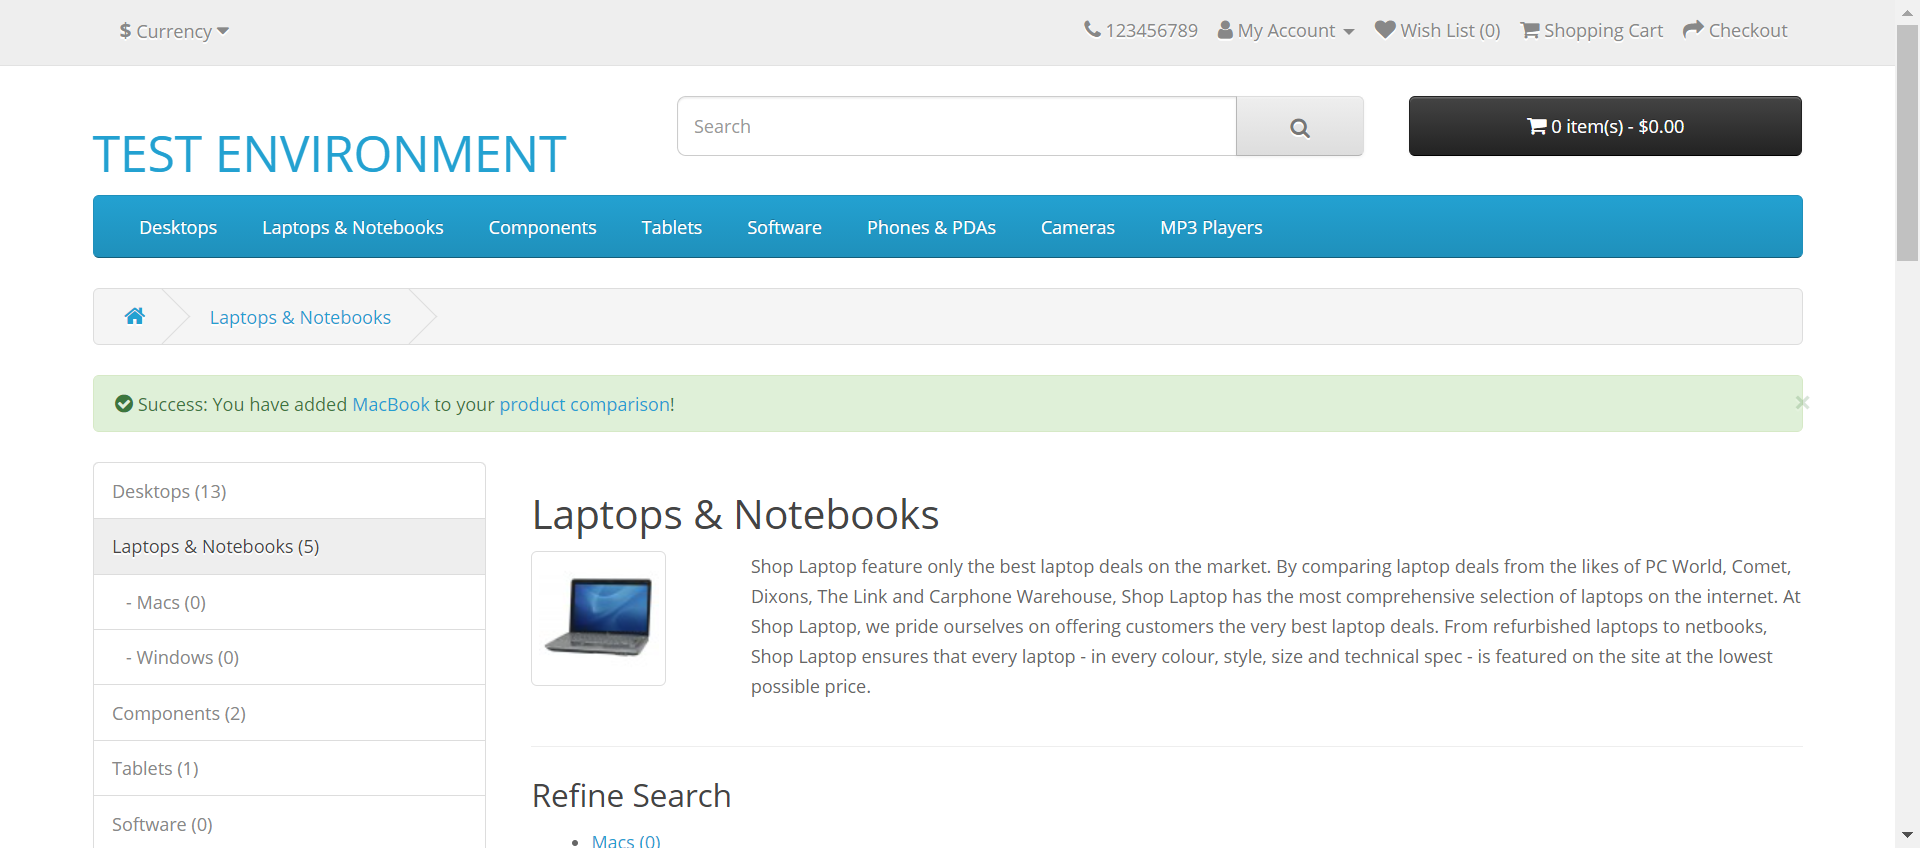 $ Currency
123456789
My Account
Wish List (0)
Shopping Cart
Checkout
TEST ENVIRONMENT
Search
0 item(s) - $0.00
Desktops
Laptops & Notebooks
Components
Tablets
Software
Phones & PDAs
Cameras
MP3 Players
Laptops & Notebooks
Success: You have added MacBook to your product comparison!
×
Desktops (13)
Laptops & Notebooks (5)
- Macs (0)
- Windows (0)
Components (2)
Tablets (1)
Software (0)
Laptops & Notebooks
Shop Laptop feature only the best laptop deals on the market. By comparing laptop deals from the likes of PC World, Comet,
Dixons, The Link and Carphone Warehouse, Shop Laptop has the most comprehensive selection of laptops on the internet. At
Shop Laptop, we pride ourselves on offering customers the very best laptop deals. From refurbished laptops to netbooks,
Shop Laptop ensures that every laptop - in every colour, style, size and technical spec - is featured on the site at the lowest
possible price.
Refine Search
• Macs (0)